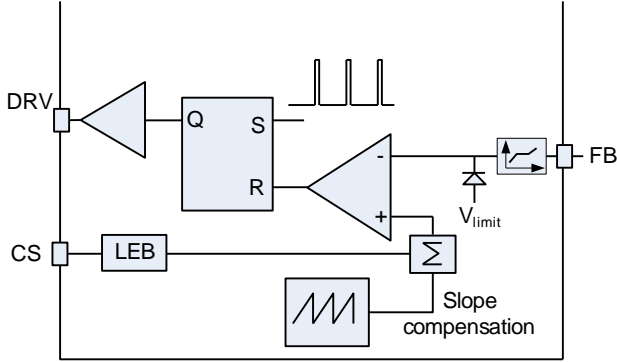 DRV
Q
S
R
-
+
FB
V_limit
CS
LEB
Σ
Slope
compensation